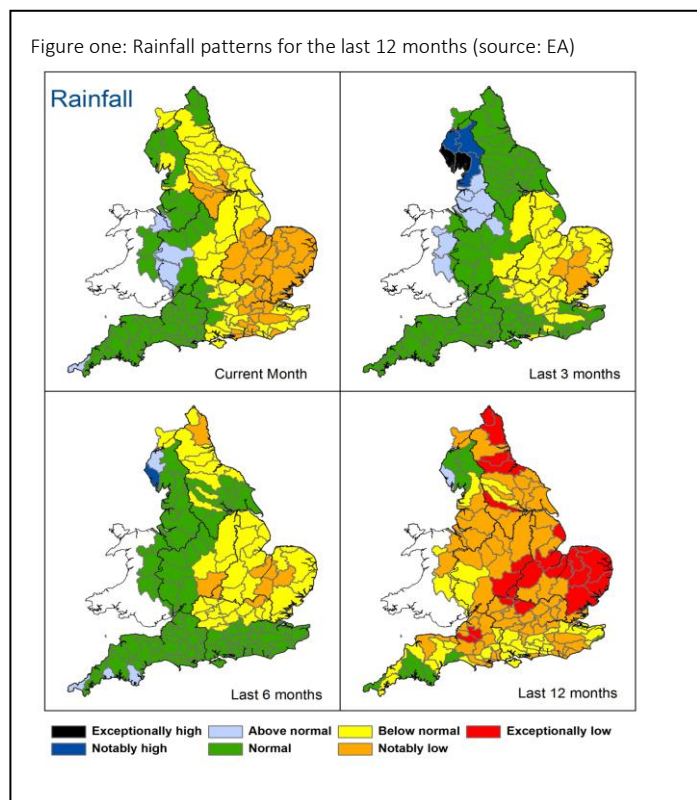 Figure one: Rainfall patterns for the last 12 months (source: EA)
Rainfall
Current Month
Last 3 months
Last 6 months
Last 12 months
Exceptionally high
Above normal
Below normal
Exceptionally low
Notably high
Normal
Notably low